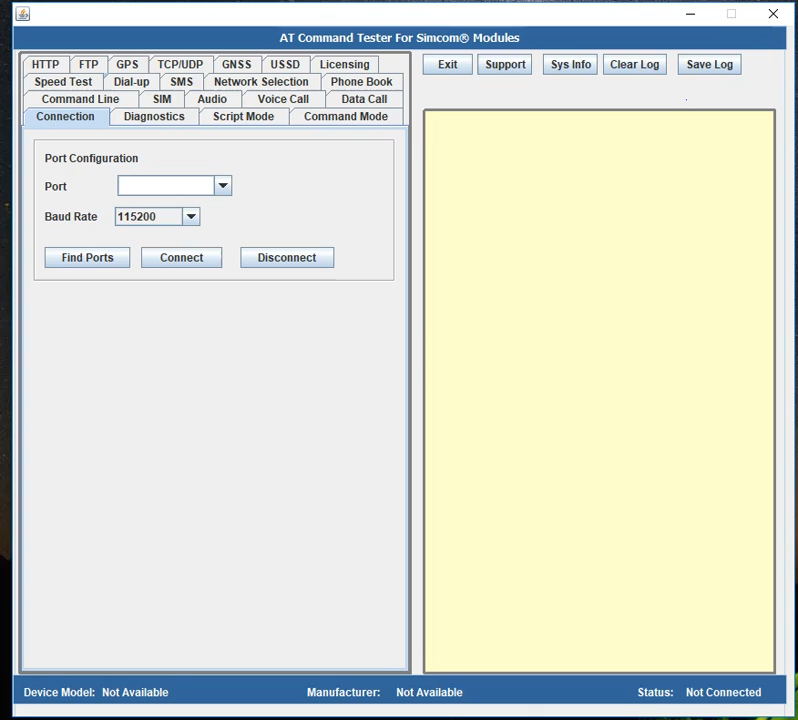 AT Command Tester For Simcom® Modules
HTTP FTP GPS TCP/UDP GNSS USSD Licensing
Speed Test Dial-up SMS Network Selection Phone Book
Command Line SIM Audio Voice Call Data Call
Connection Diagnostics Script Mode Command Mode
Exit Support Sys Info Clear Log Save Log
Port Configuration
Port
Baud Rate 115200
Find Ports Connect Disconnect
Device Model: Not Available Manufacturer: Not Available Status: Not Connected